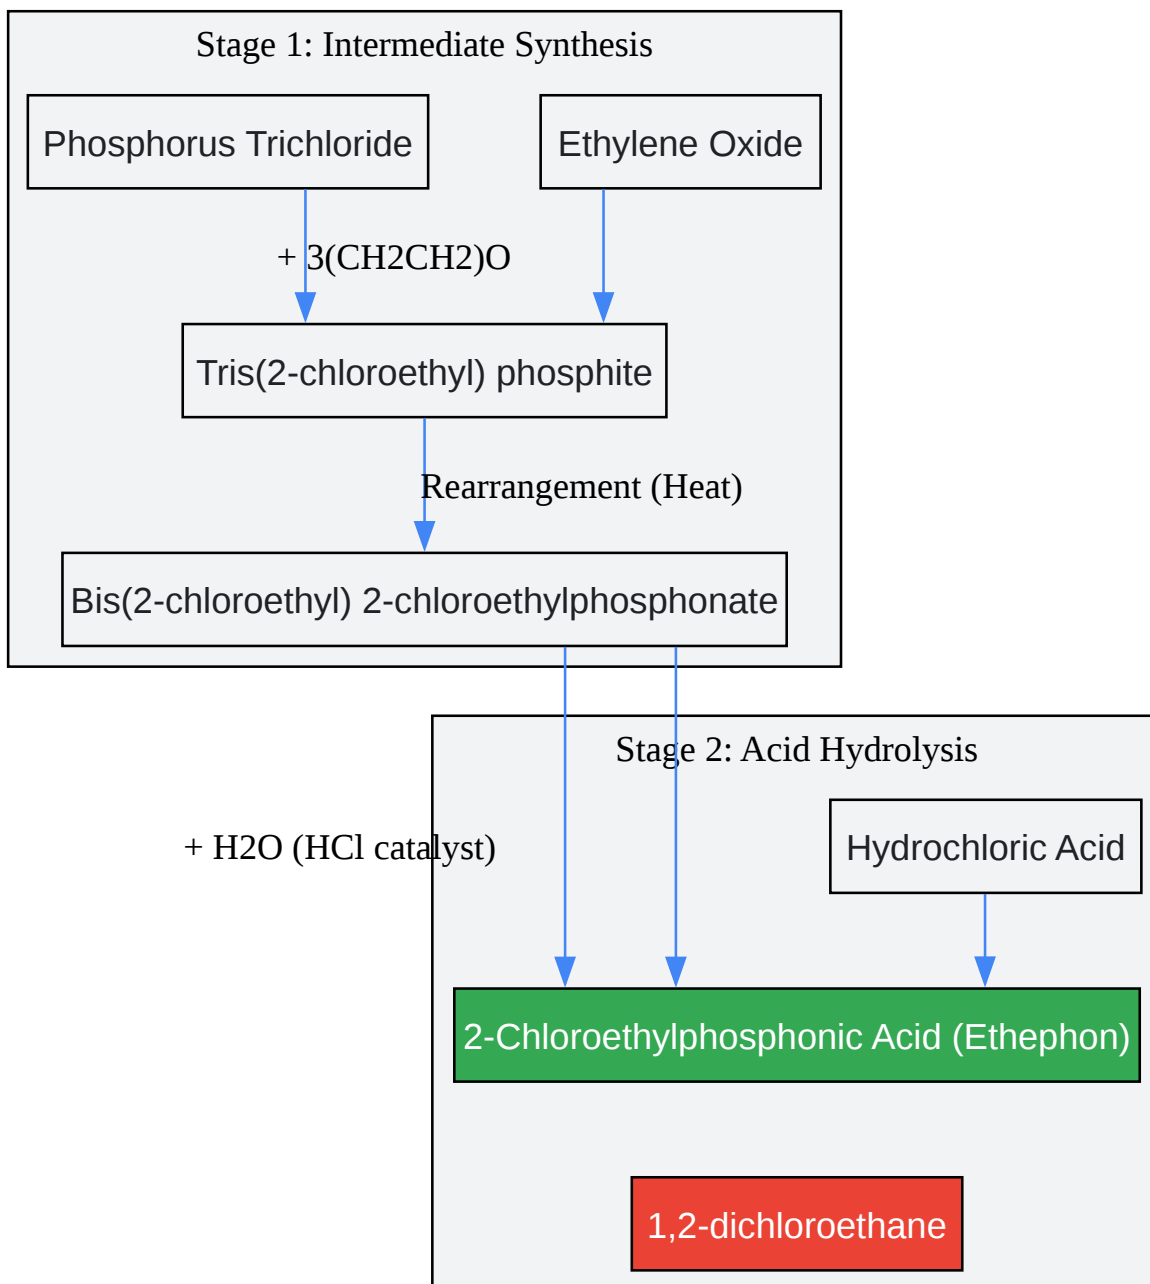 Stage 1: Intermediate Synthesis
Phosphorus Trichloride
Ethylene Oxide
+ 3(CH2CH2)O
Tris(2-chloroethyl) phosphite
Rearrangement (Heat)
Bis(2-chloroethyl) 2-chloroethylphosphonate
Stage 2: Acid Hydrolysis
+ H2O (HCl catalyst)
Hydrochloric Acid
2-Chloroethylphosphonic Acid (Ethephon)
1,2-dichloroethane